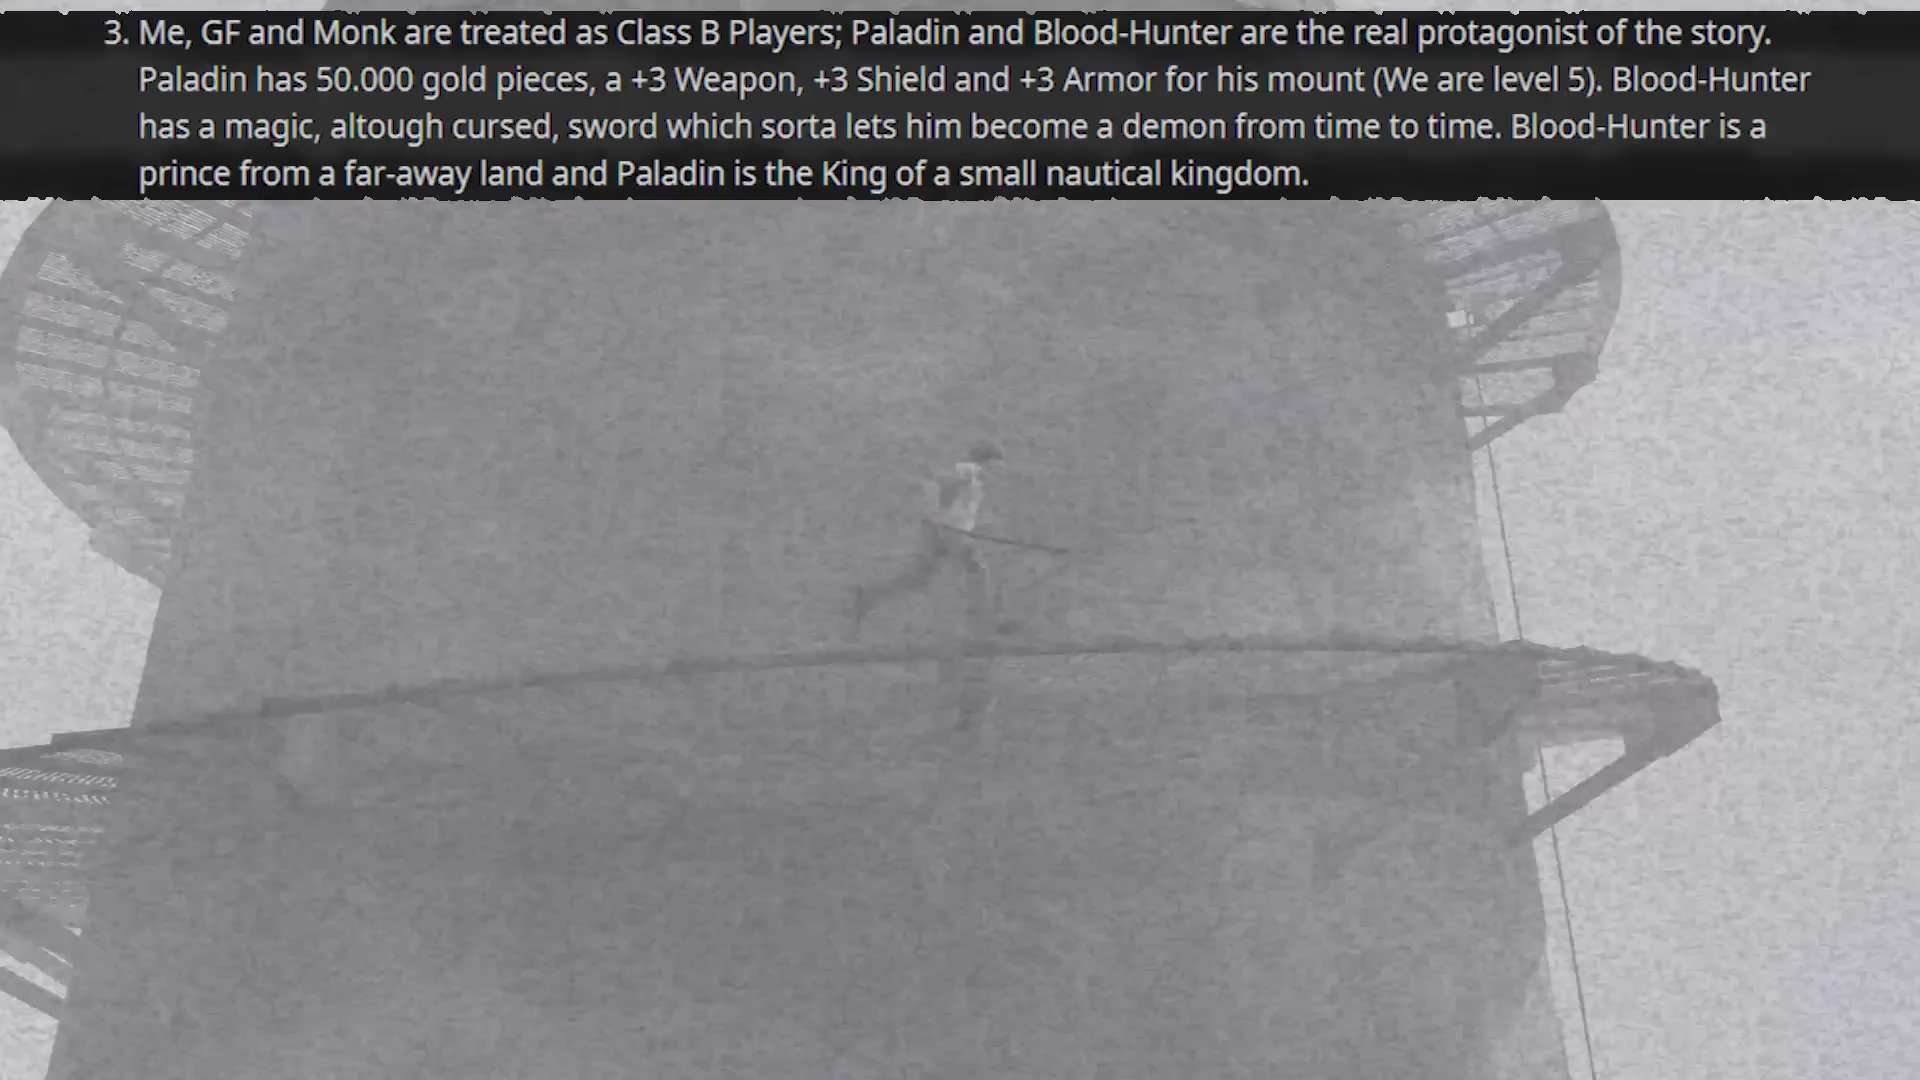 3. Me, GF and Monk are treated as Class B Players; Paladin and Blood-Hunter are the real protagonist of the story.
Paladin has 50.000 gold pieces, a +3 Weapon, +3 Shield and +3 Armor for his mount (We are level 5). Blood-Hunter
has a magic, altough cursed, sword which sorta lets him become a demon from time to time. Blood-Hunter is a
prince from a far-away land and Paladin is the King of a small nautical kingdom.